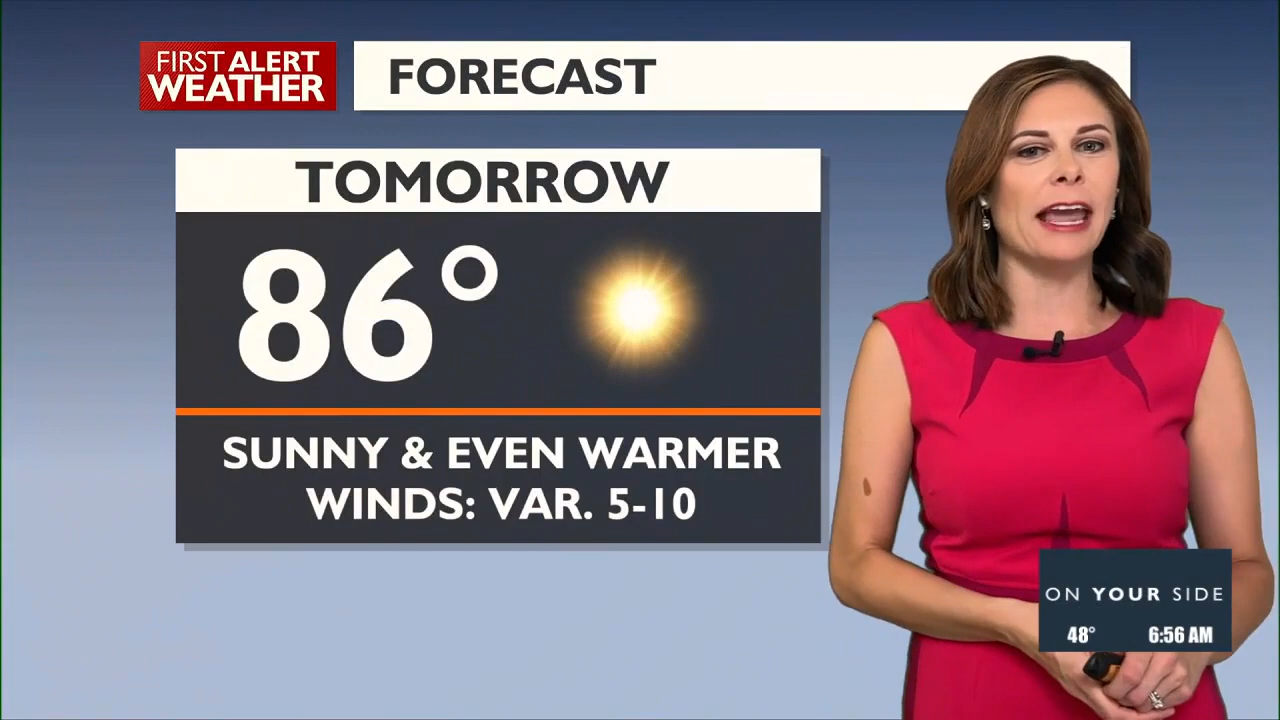 FIRST ALERT
WEATHER
FORECAST
TOMORROW
86°
SUNNY & EVEN WARMER
WINDS: VAR. 5-10
ON YOUR SIDE
48° 6:56 AM